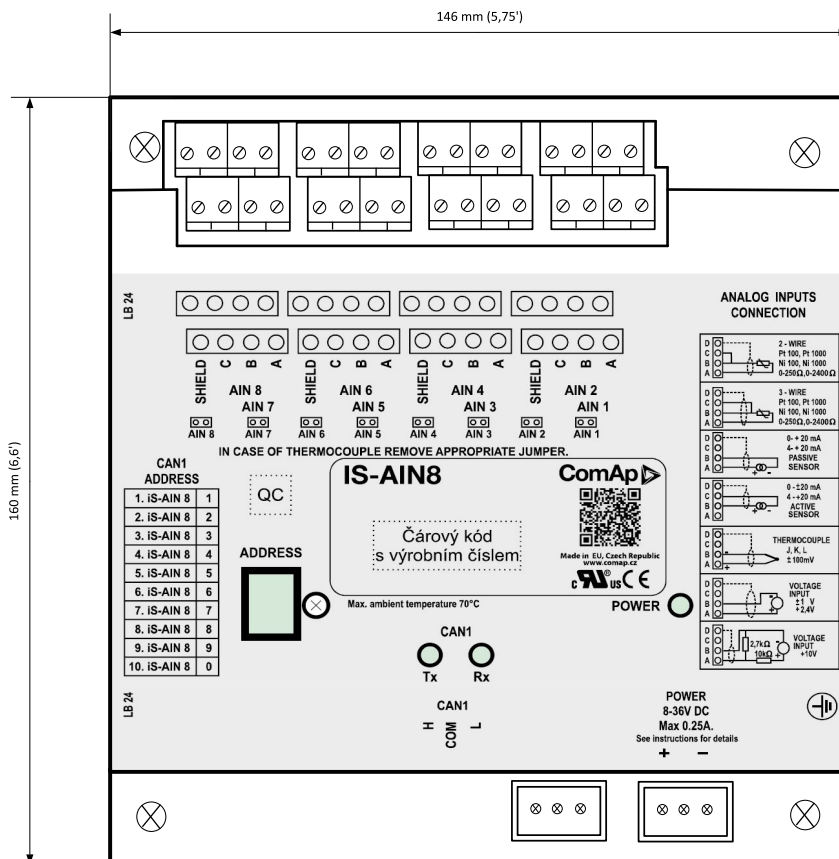 146 mm (5,75')
160 mm (6,6')
LB 24
SHIELD C B A
SHIELD C B A
SHIELD C B A
SHIELD C B A
AIN 8
AIN 6
AIN 4
AIN 2
AIN 7
AIN 5
AIN 3
AIN 1
AIN 8
AIN 7
AIN 6
AIN 5
AIN 4
AIN 3
AIN 2
AIN 1
IN CASE OF THERMOCOUPLE REMOVE APPROPRIATE JUMPER.
CAN1
ADDRESS
1. iS-AIN 8 1
2. iS-AIN 8 2
3. iS-AIN 8 3
4. iS-AIN 8 4
5. iS-AIN 8 5
6. iS-AIN 8 6
7. iS-AIN 8 7
8. iS-AIN 8 8
9. iS-AIN 8 9
10. iS-AIN 8 0
LB 24
QC
ADDRESS
IS-AIN8
ComAp
Čárový kód
s výrobním číslem
Made in EU, Czech Republic
www.comap.cz
c RU ® US CE
Max. ambient temperature 70°C
POWER
CAN1
Tx
Rx
CAN1
H
COM
L
ANALOG INPUTS
CONNECTION
D
C
B
A
2 - WIRE
Pt 100, Pt 1000
Ni 100, Ni 1000
0-250Ω,0-2400Ω
D
C
B
A
3 - WIRE
Pt 100, Pt 1000
Ni 100, Ni 1000
0-250Ω,0-2400Ω
D
C
B
A
0- + 20 mA
4- + 20 mA
PASSIVE
SENSOR
+ -
D
C
B
A
0 -±20 mA
4 -+20 mA
ACTIVE
SENSOR
+ -
D
C
B
A
-
+
THERMOCOUPLE
J, K, L
±100mV
D
C
B
A
-
+
VOLTAGE
INPUT
±1 V
+2,4V
D
C
B
A
2,7kΩ
10kΩ
-
+
VOLTAGE
INPUT
+10V
POWER
8-36V DC
Max 0.25A.
See instructions for details
+ -